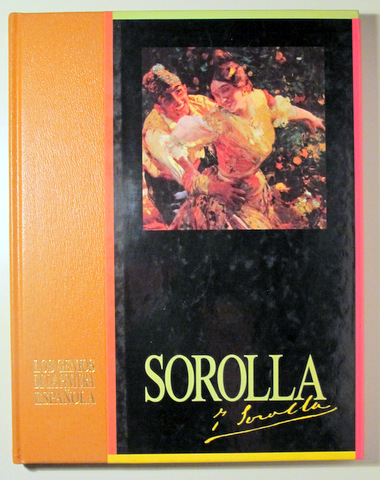 SOROLLA
J Sorolla
LOS GENIOS
DE LA PINTURA
ESPAÑOLA